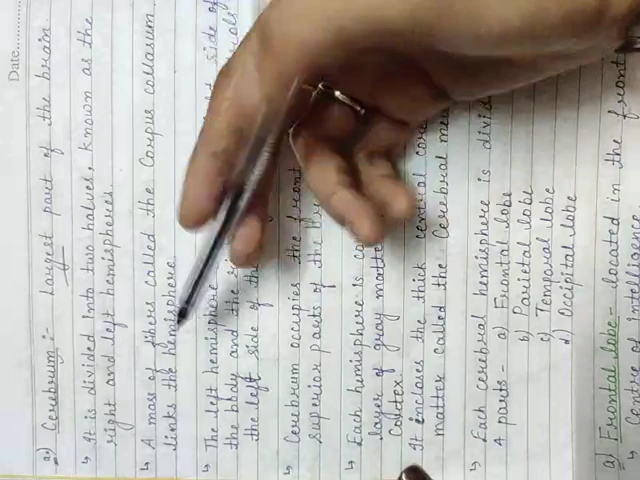 Date.........
a) Cerebrum :- Largest part of the brain.
↳ It is divided into two halves, known as the
right and left hemispheres.
↳ A mass of fibers called the Corpus callosum
links the hemisphere
↳ The left hemisphere side of
the body and the
the left side of the
↳ Cerebrum occupies the front
superior parts of the
↳ Each hemisphere is
layer of gray matter
Cortex.
It encloses the thick central
matter called the Cerebral
↳ Each cerebral hemisphere is
4 parts - a) Frontal lobe
b) Parietal lobe
c) Temporal lobe
d) Occipital lobe
a) Frontal lobe - located in the front
↳ Centre of intelligence